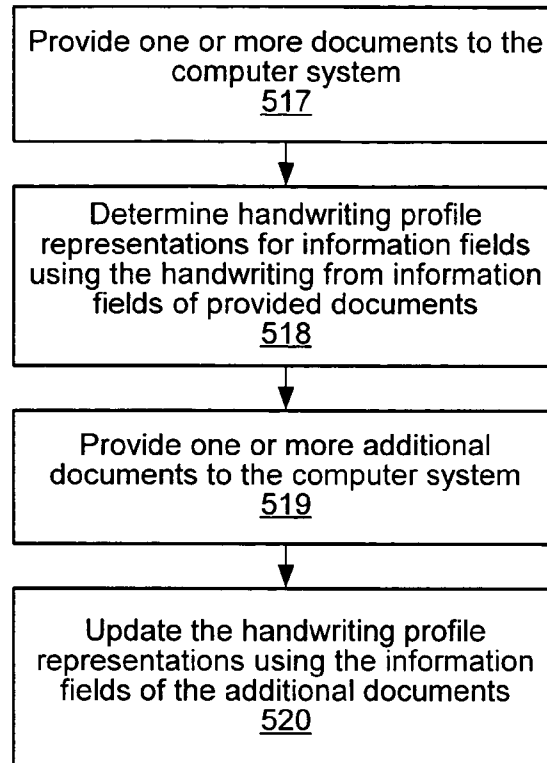 Provide one or more documents to the
computer system
517
Determine handwriting profile
representations for information fields
using the handwriting from information
fields of provided documents
518
Provide one or more additional
documents to the computer system
519
Update the handwriting profile
representations using the information
fields of the additional documents
520